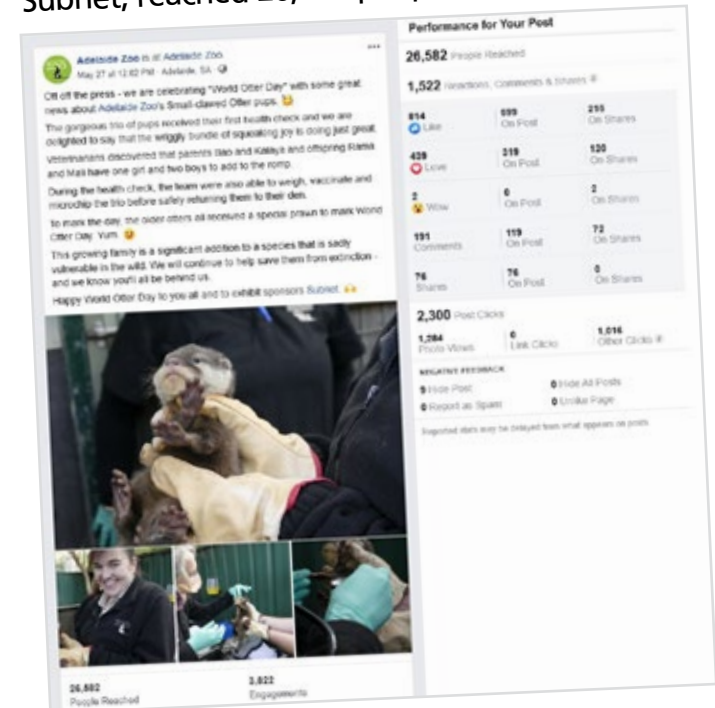 Adelaide Zoo is at Adelaide Zoo.
May 27 at 12:02 PM · Adelaide, SA ·
Ott off the press - we are celebrating "World Otter Day" with some great
news about Adelaide Zoo's Small-clawed Otter pups.
The gorgeous trio of pups received their first health check and we are
delighted to say that the wriggly bundle of squeaking joy is doing just great.
Veterinarians discovered that parents and Kalaya and offspring Rama
and Mali have one girl and two boys to add to the romp.
During the health check, the team were also able to weigh, vaccinate and
microchip the trio before safely returning them to their den.
To mark the day, the older otters all received a special prawn to mark World
Otter Day. Yum.
This growing family is a significant addition to a species that is sadly
vulnerable in the wild. We will continue to help save them from extinction -
and we know you'll all be behind us.
Happy World Otter Day to you all and to exhibit sponsors Subnet.
26,582
People Reached
3,822
Engagements
Performance for Your Post
26,582 People Reached
1,522 Reactions, Comments & Shares
814
Like
599
On Post
215
On Shares
439
Love
319
On Post
120
On Shares
2
Wow
0
On Post
2
On Shares
191
Comments
119
On Post
72
On Shares
76
Shares
76
On Post
0
On Shares
2,300 Post Clicks
1,284
Photo Views
0
Link Clicks
1,016
Other Clicks
NEGATIVE FEEDBACK
9 Hide Post
0 Hide All Posts
0 Report as Spam
0 Unlike Page
Reported stats may be delayed from what appears on posts